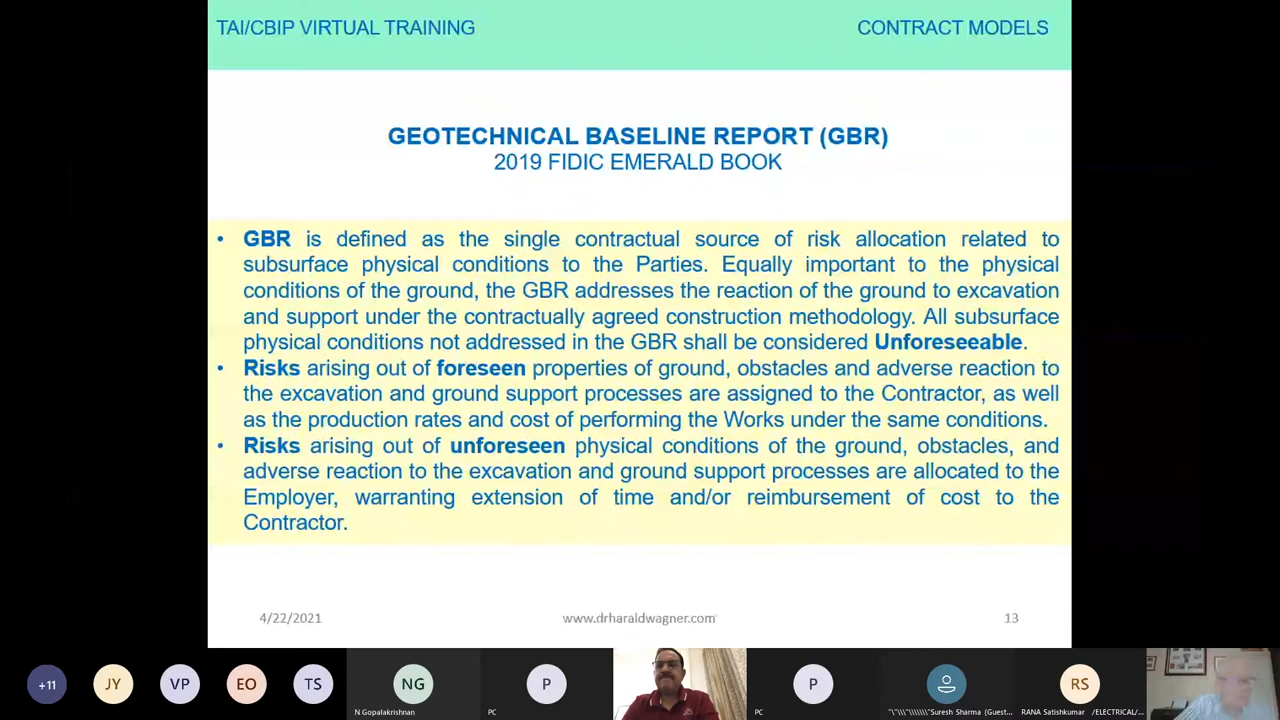 TAI/CBIP VIRTUAL TRAINING
CONTRACT MODELS
GEOTECHNICAL BASELINE REPORT (GBR)
2019 FIDIC EMERALD BOOK
• GBR is defined as the single contractual source of risk allocation related to
subsurface physical conditions to the Parties. Equally important to the physical
conditions of the ground, the GBR addresses the reaction of the ground to excavation
and support under the contractually agreed construction methodology. All subsurface
physical conditions not addressed in the GBR shall be considered Unforeseeable.
• Risks arising out of foreseen properties of ground, obstacles and adverse reaction to
the excavation and ground support processes are assigned to the Contractor, as well
as the production rates and cost of performing the Works under the same conditions.
• Risks arising out of unforeseen physical conditions of the ground, obstacles, and
adverse reaction to the excavation and ground support processes are allocated to the
Employer, warranting extension of time and/or reimbursement of cost to the
Contractor.
4/22/2021
www.drharaldwagner.com
13
+11
JY
VP
EO
TS
NG
N Gopalakrishnan
P
PC
P
PC
"\"\\\"\\\\\\\"Suresh Sharma (Guest...
RS
RANA Satishkumar /ELECTRICAL/...